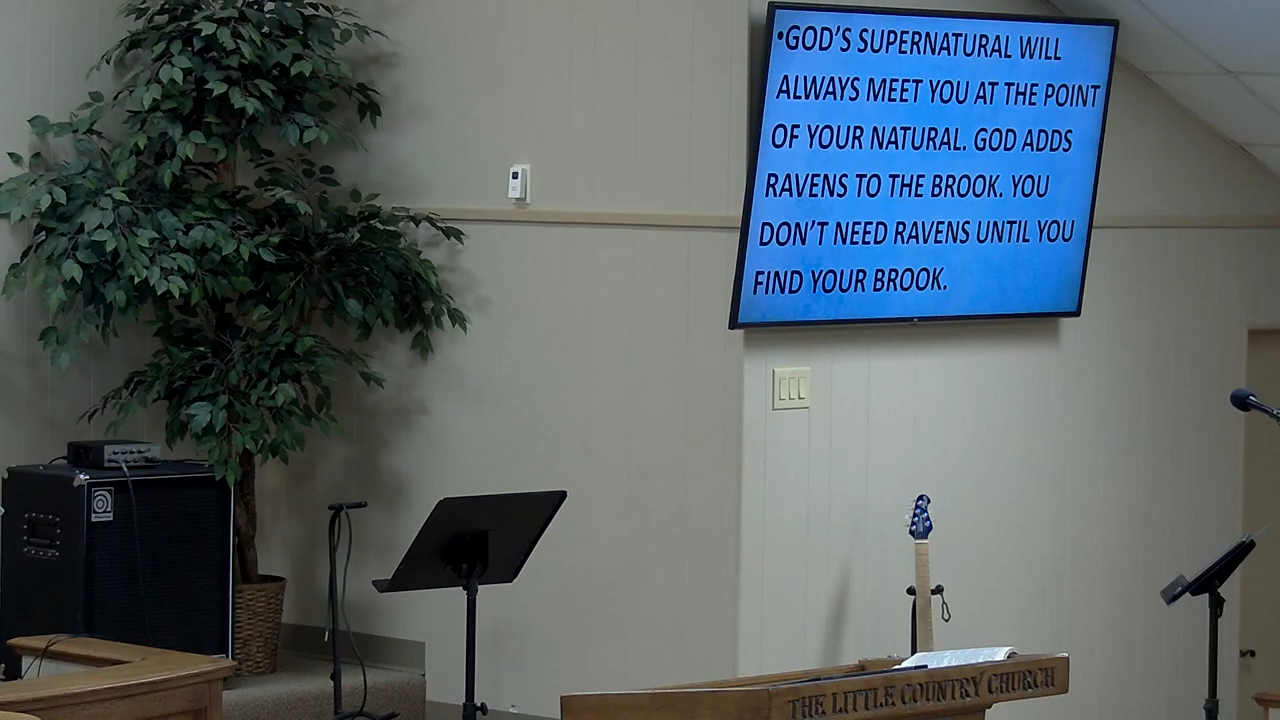 •GOD'S SUPERNATURAL WILL
ALWAYS MEET YOU AT THE POINT
OF YOUR NATURAL. GOD ADDS
RAVENS TO THE BROOK. YOU
DON'T NEED RAVENS UNTIL YOU
FIND YOUR BROOK.
THE LITTLE COUNTRY CHURCH